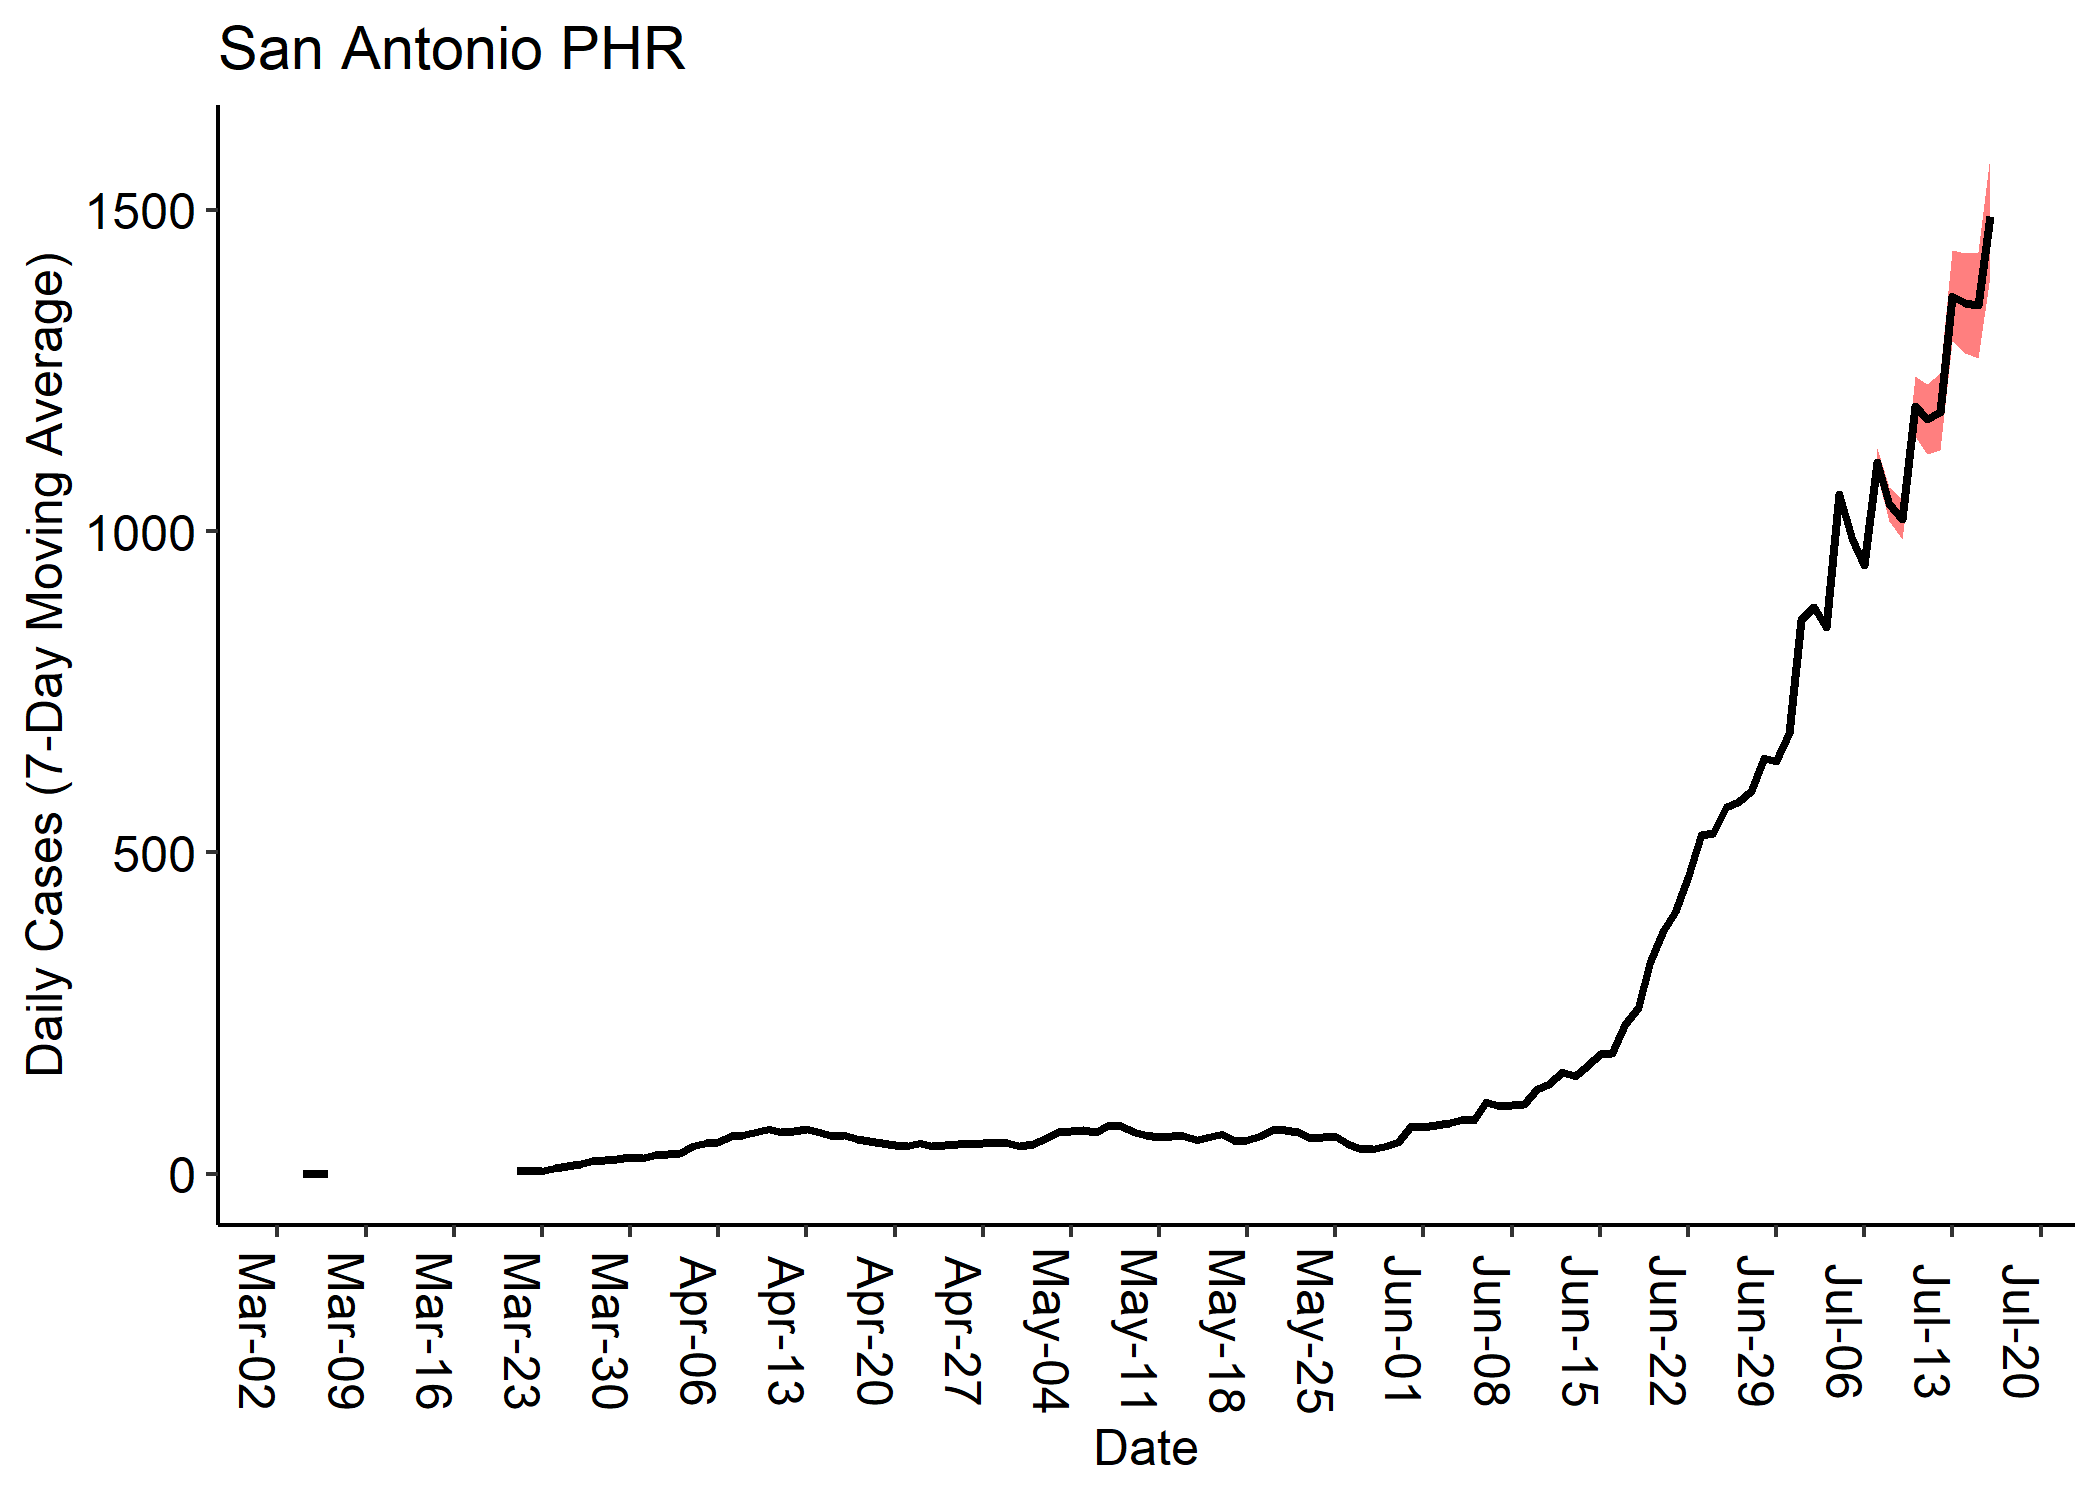 San Antonio PHR
Daily Cases (7-Day Moving Average)
1500
1000
500
0
Mar-02
Mar-09
Mar-16
Mar-23
Mar-30
Apr-06
Apr-13
Apr-20
Apr-27
May-04
May-11
May-18
May-25
Jun-01
Jun-08
Jun-15
Jun-22
Jun-29
Jul-06
Jul-13
Jul-20
Date